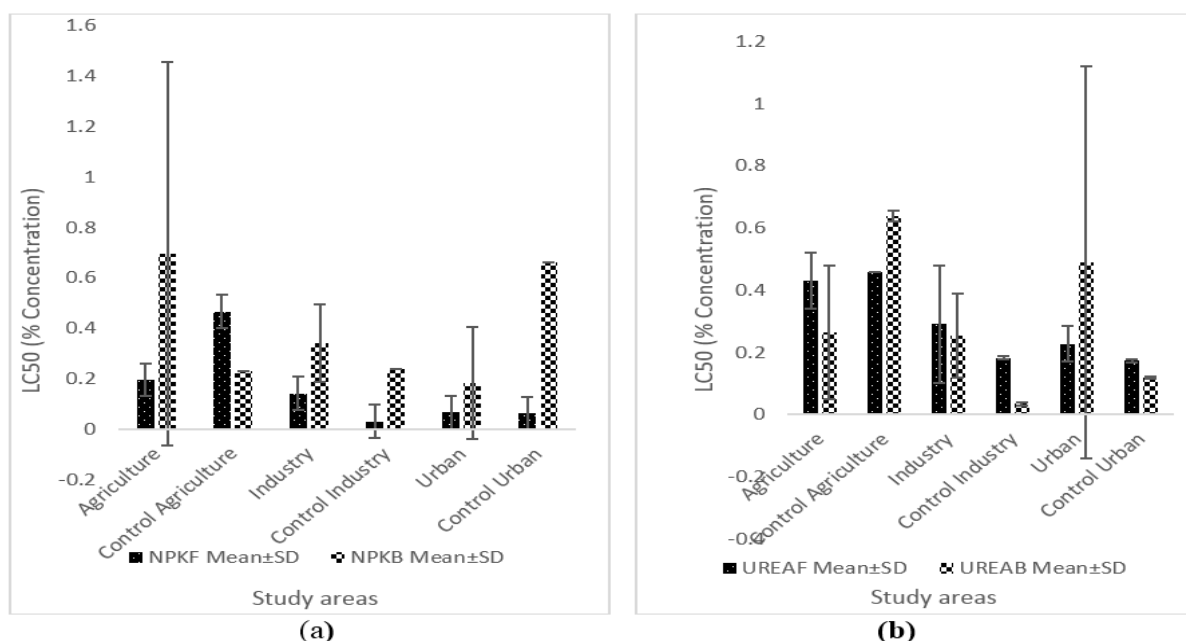 1.6
1.4
1.2
1
0.8
0.6
0.4
0.2
0
-0.2
LC50 (% Concentration)
Agriculture
Control Agriculture
Industry
Control Industry
Urban
Control Urban
NPKF Mean±SD NPKB Mean±SD
Study areas
(a)
1.2
1
0.8
0.6
0.4
0.2
0
-0.2
-0.4
LC50 (% Concentration)
Agriculture
Control Agriculture
Industry
Control Industry
Urban
Control Urban
UREAF Mean±SD UREAB Mean±SD
Study areas
(b)